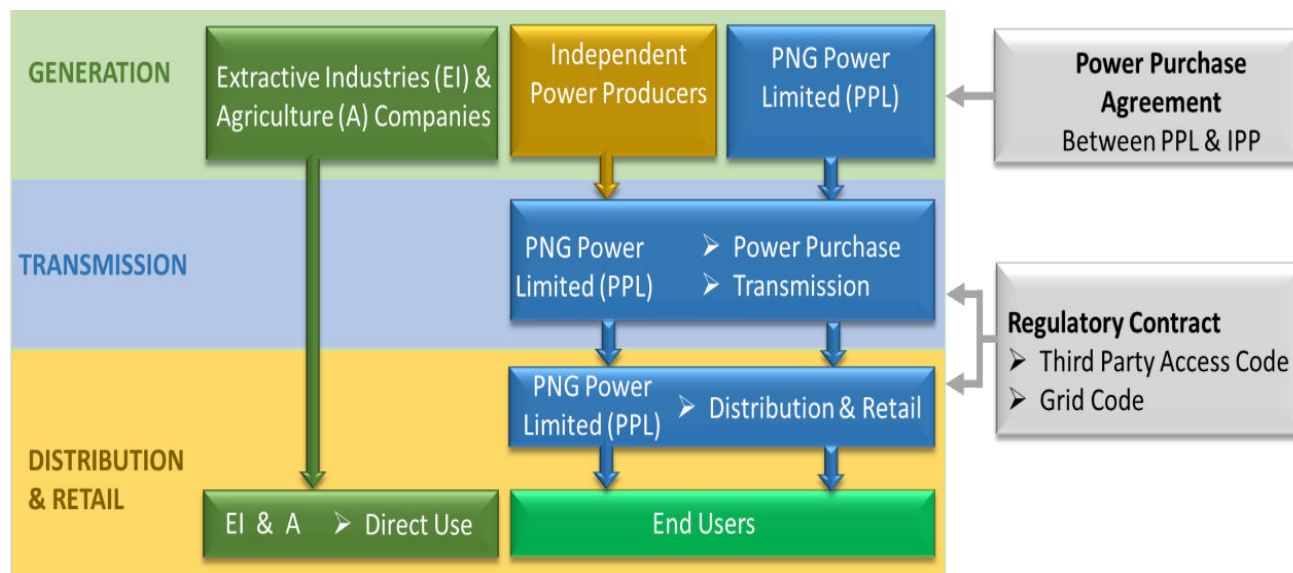 GENERATION
Extractive Industries (EI) &
Agriculture (A) Companies
Independent
Power Producers
PNG Power
Limited (PPL)
Power Purchase
Agreement
Between PPL & IPP
TRANSMISSION
PNG Power
Limited (PPL)
➢ Power Purchase
➢ Transmission
Regulatory Contract
➢ Third Party Access Code
➢ Grid Code
DISTRIBUTION
& RETAIL
PNG Power
Limited (PPL)
➢ Distribution & Retail
EI & A ➢ Direct Use
End Users